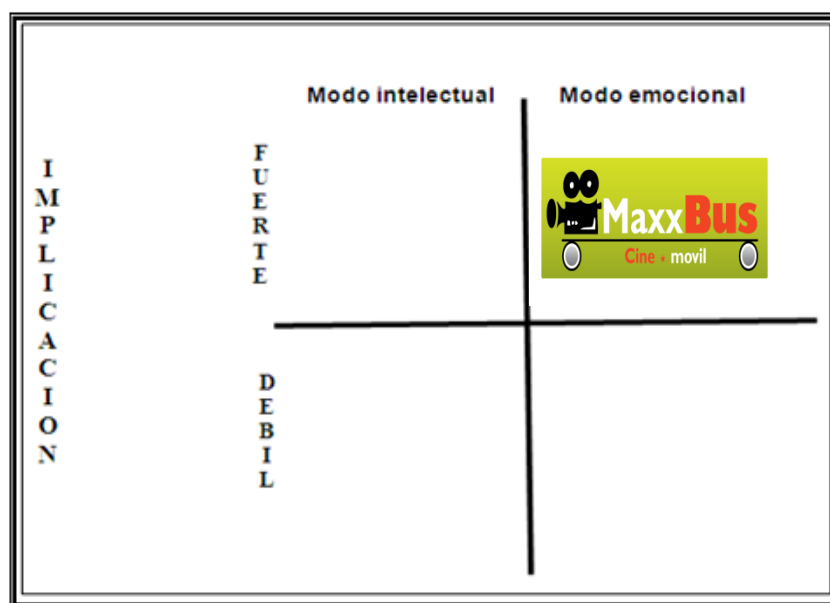 Modo intelectual
Modo emocional
IMPLICACION
FUERTE
MaxxBus
Cine movil
DEBIL